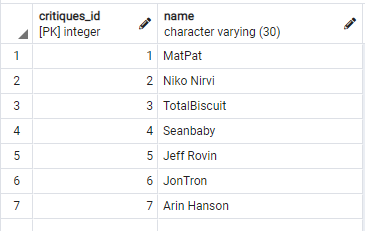 critiques_id name
[PK] integer character varying (30)
1 1 MatPat
2 2 Niko Nirvi
3 3 TotalBiscuit
4 4 Seanbaby
5 5 Jeff Rovin
6 6 JonTron
7 7 Arin Hanson